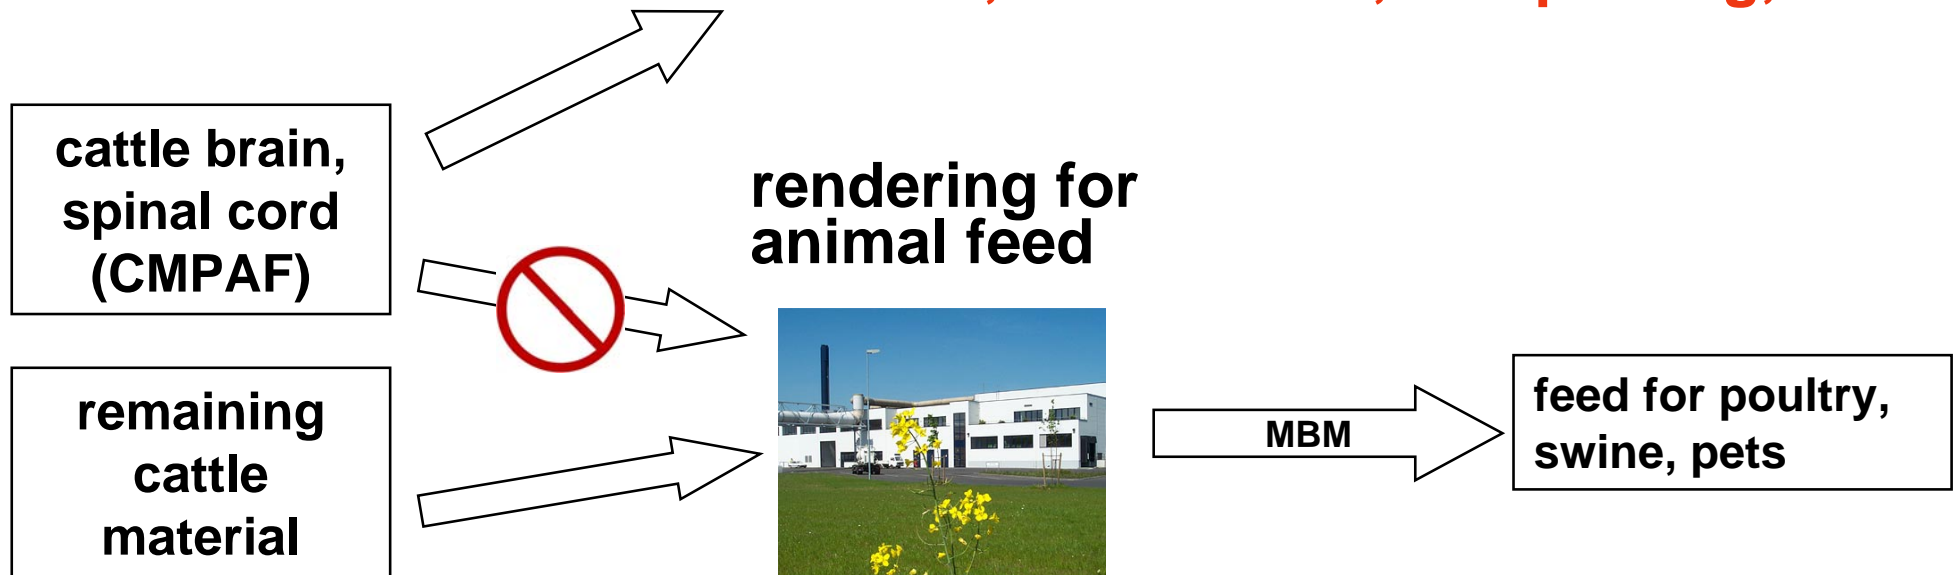 cattle brain,
spinal cord
(CMPAF)
rendering for
animal feed
remaining
cattle
material
MBM
feed for poultry,
swine, pets